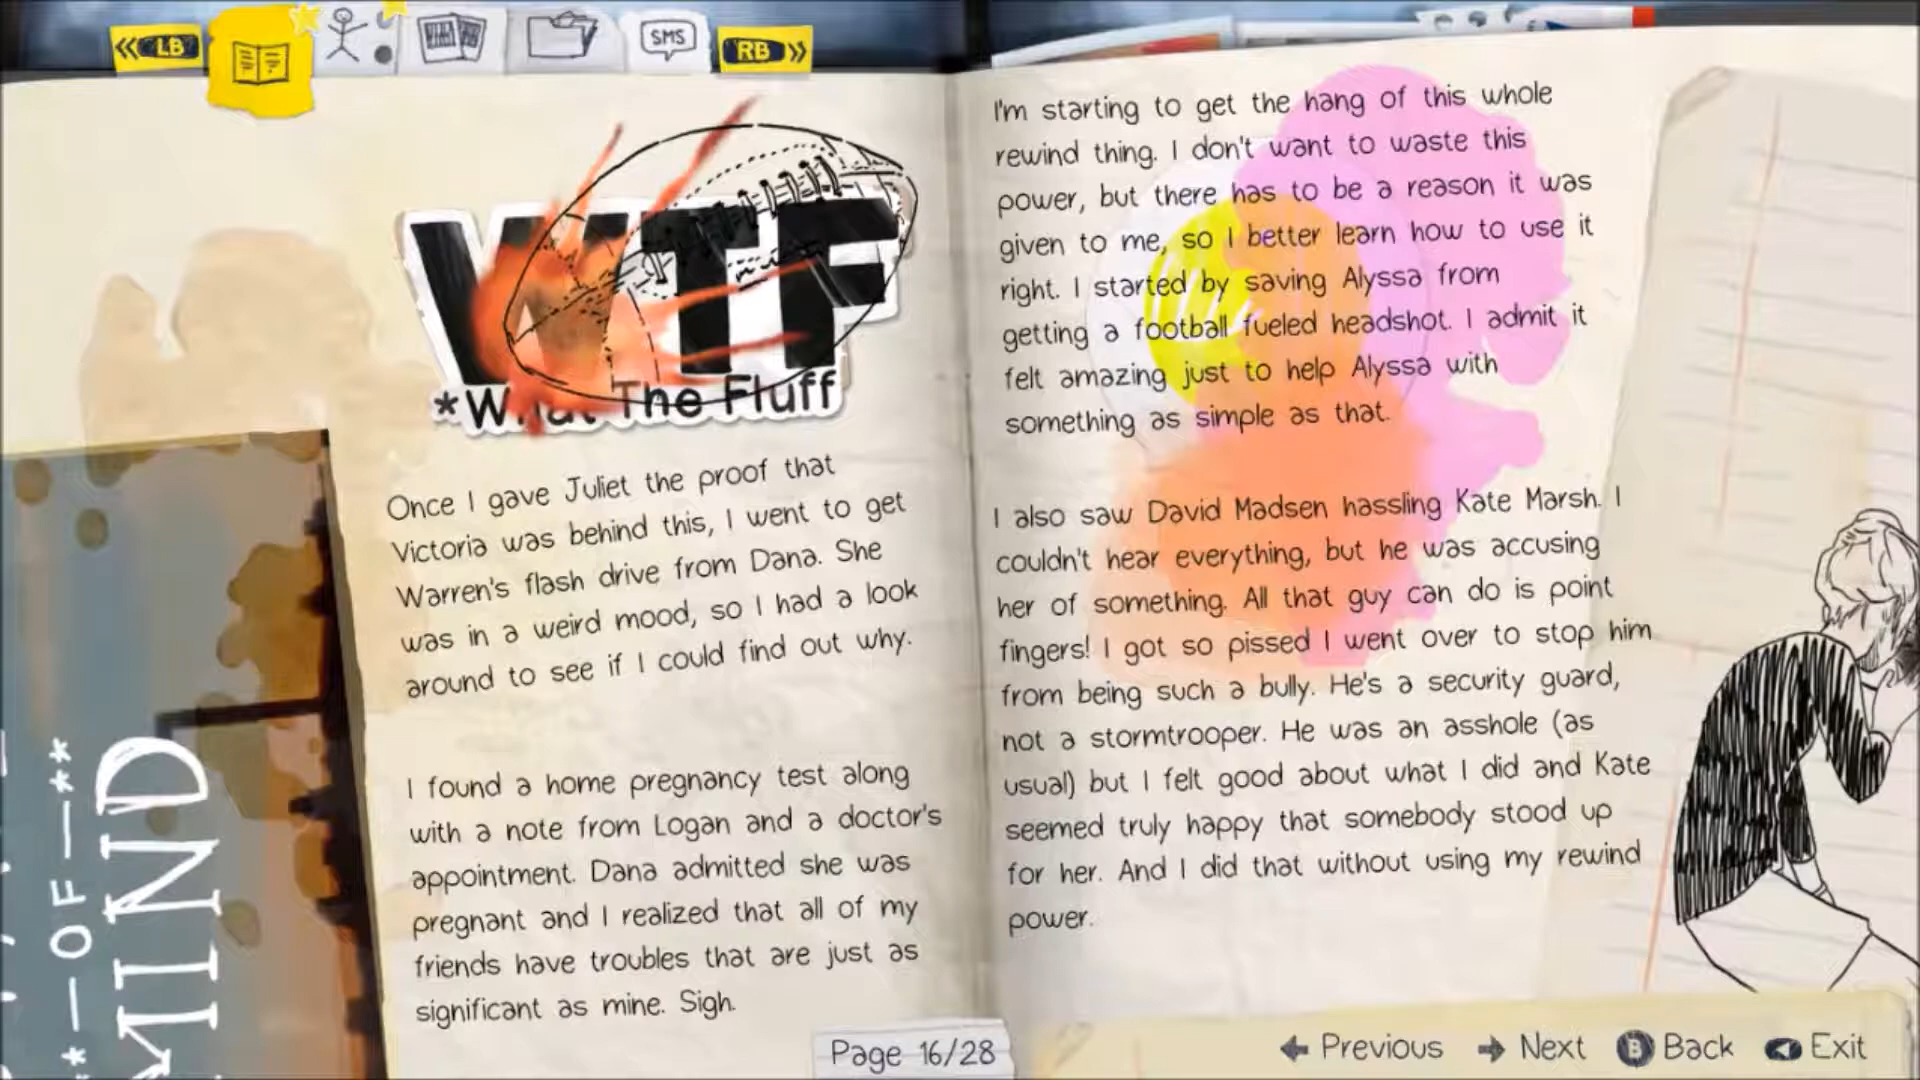 LB
SMS
RB
WTF
*What The Fluff
Once I gave Juliet the proof that
Victoria was behind this, I went to get
Warren's flash drive from Dana. She
was in a weird mood, so I had a look
around to see if I could find out why.
I found a home pregnancy test along
with a note from Logan and a doctor's
appointment. Dana admitted she was
pregnant and I realized that all of my
friends have troubles that are just as
significant as mine. Sigh.
OF
MIND
I'm starting to get the hang of this whole
rewind thing. I don't want to waste this
power, but there has to be a reason it was
given to me, so I better learn how to use it
right. I started by saving Alyssa from
getting a football fueled headshot. I admit it
felt amazing just to help Alyssa with
something as simple as that.
I also saw David Madsen hassling Kate Marsh. I
couldn't hear everything, but he was accusing
her of something. All that guy can do is point
fingers! I got so pissed I went over to stop him
from being such a bully. He's a security guard,
not a stormtrooper. He was an asshole (as
usual) but I felt good about what I did and Kate
seemed truly happy that somebody stood up
for her. And I did that without using my rewind
power.
Page 16/28
Previous
Next
B Back
Exit